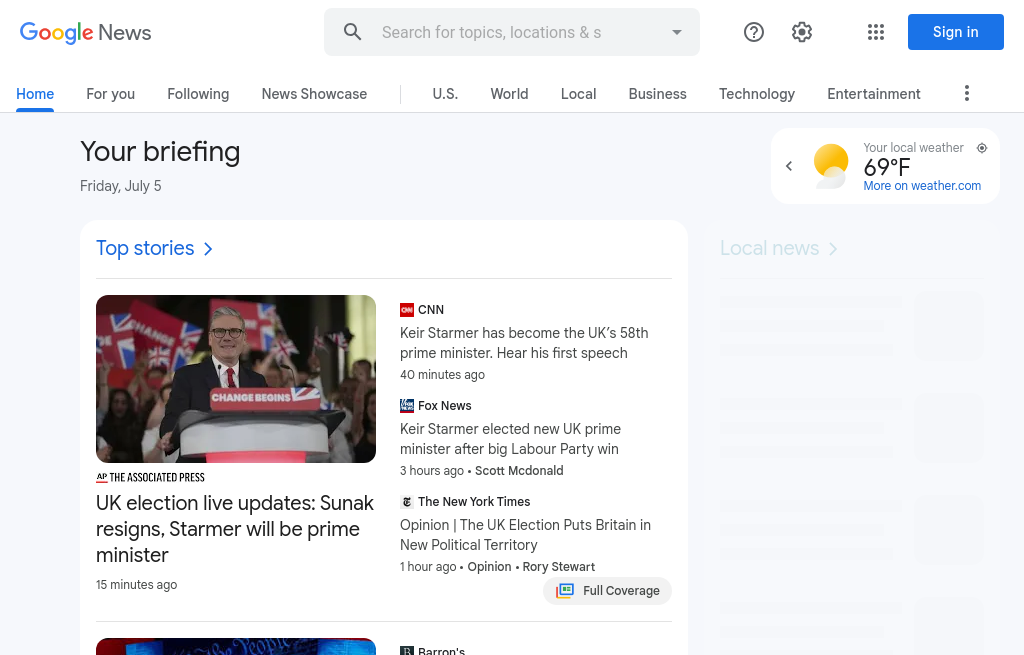 Google News
Search for topics, locations & s
Sign in
Home
For you
Following
News Showcase
U.S.
World
Local
Business
Technology
Entertainment
Your briefing
Friday, July 5
Your local weather
69°F
More on weather.com
Top stories
CHANGE
CHANGE BEGINS
AP THE ASSOCIATED PRESS
UK election live updates: Sunak
resigns, Starmer will be prime
minister
15 minutes ago
CNN
CNN
Keir Starmer has become the UK’s 58th
prime minister. Hear his first speech
40 minutes ago
Fox News
Keir Starmer elected new UK prime
minister after big Labour Party win
3 hours ago • Scott Mcdonald
The New York Times
Opinion | The UK Election Puts Britain in
New Political Territory
1 hour ago • Opinion • Rory Stewart
Full Coverage
Local news
We the People
Barron's